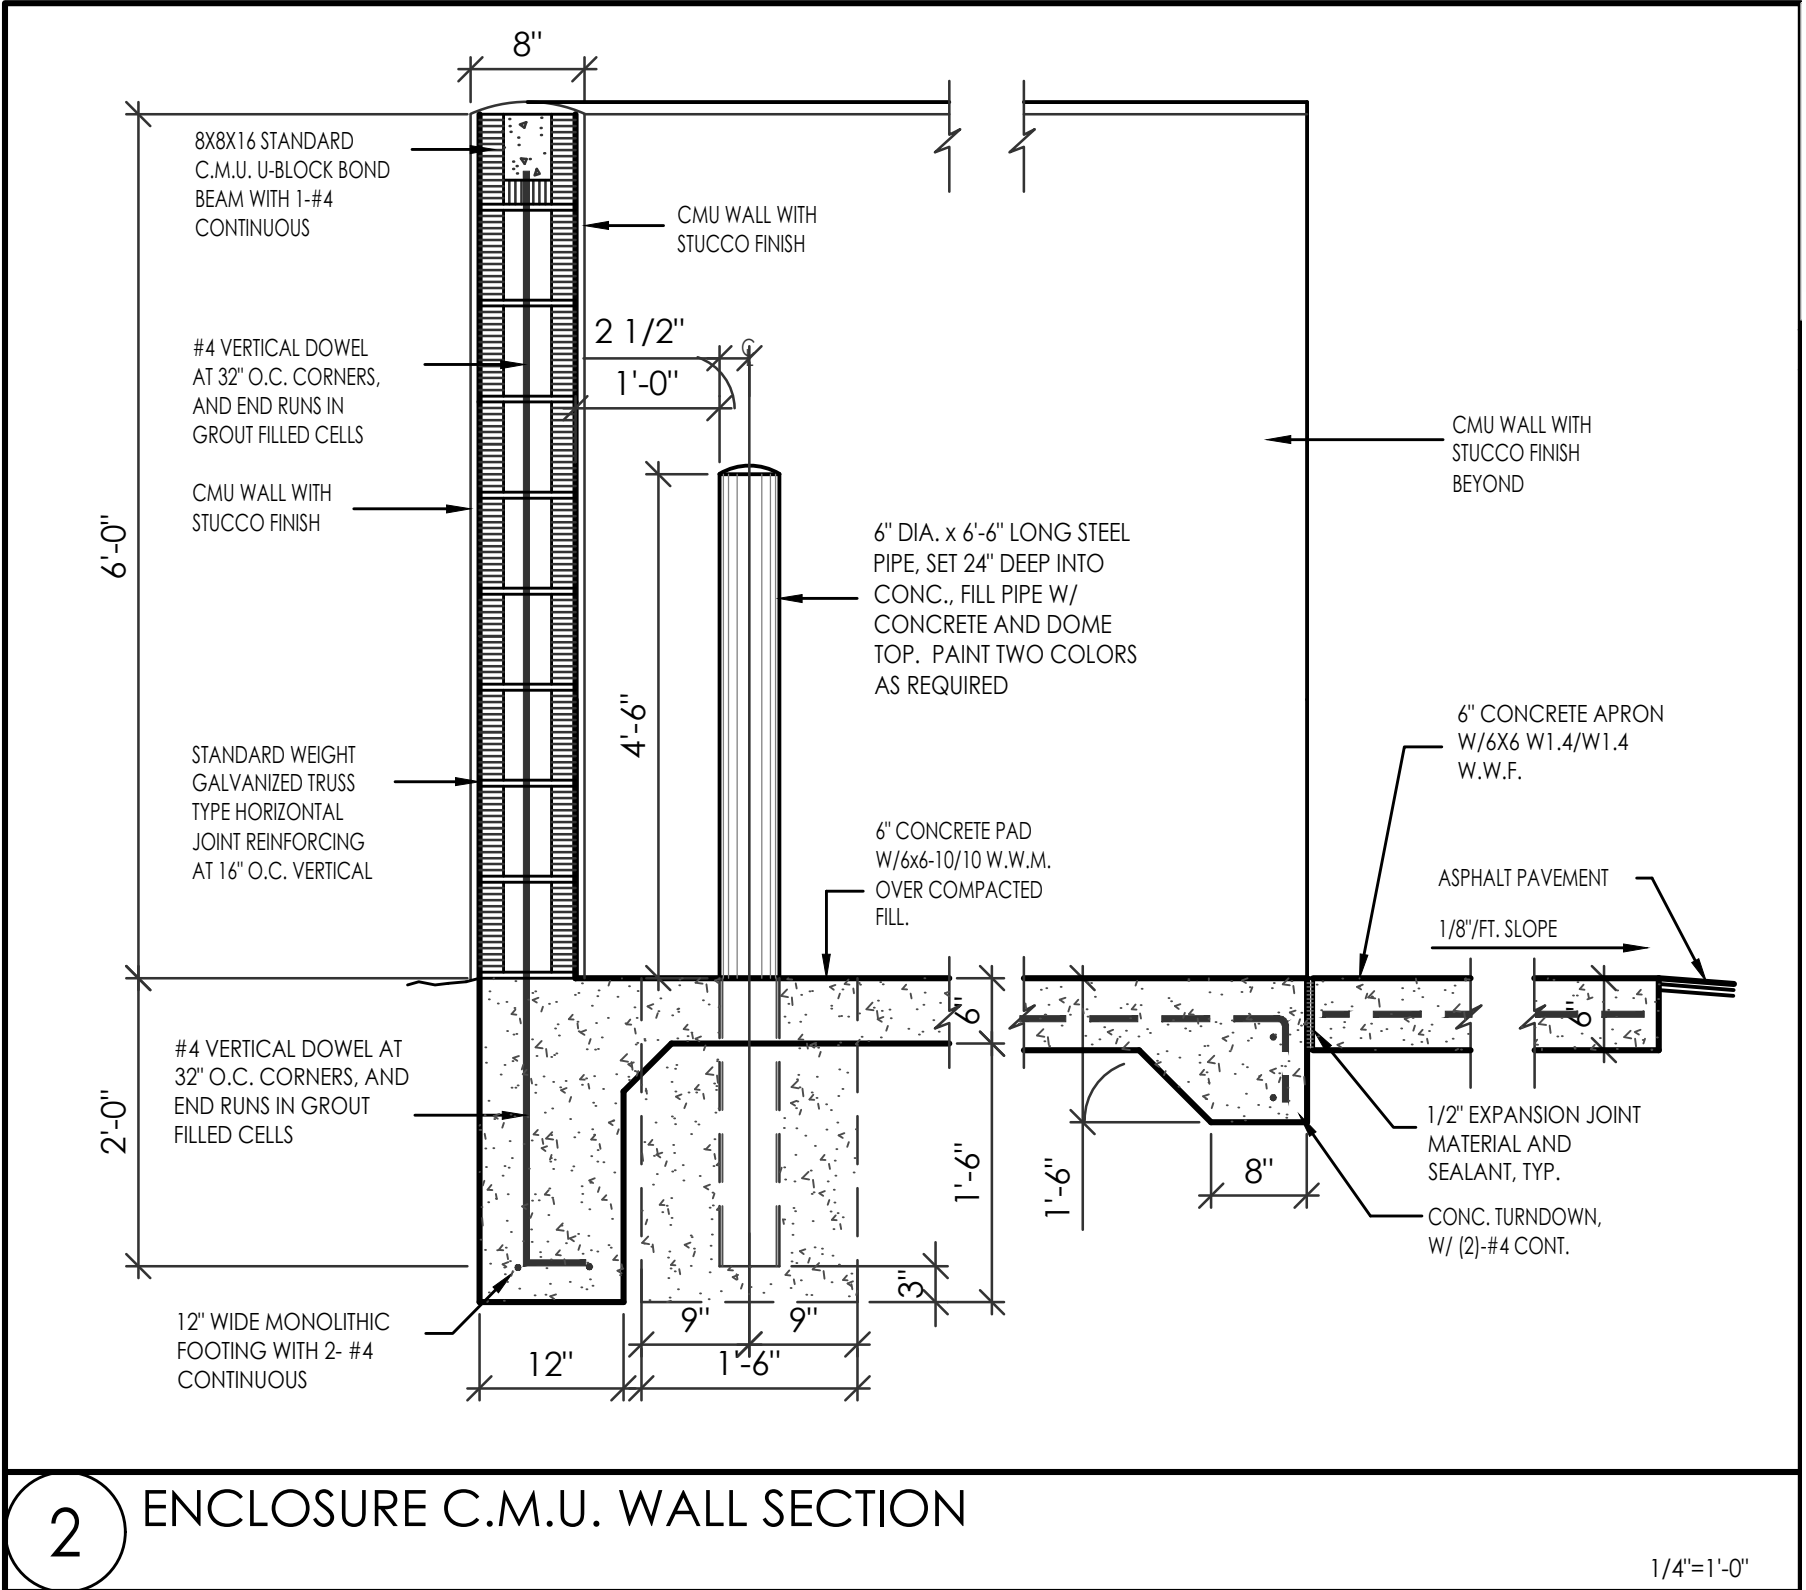 8"
8X8X16 STANDARD
C.M.U. U-BLOCK BOND
BEAM WITH 1-#4
CONTINUOUS
CMU WALL WITH
STUCCO FINISH
#4 VERTICAL DOWEL
AT 32" O.C. CORNERS,
AND END RUNS IN
GROUT FILLED CELLS
2 1/2"
1'-0"
CMU WALL WITH
STUCCO FINISH
BEYOND
CMU WALL WITH
STUCCO FINISH
6'-0"
6" DIA. x 6'-6" LONG STEEL
PIPE, SET 24" DEEP INTO
CONC., FILL PIPE W/
CONCRETE AND DOME
TOP. PAINT TWO COLORS
AS REQUIRED
4'-6"
STANDARD WEIGHT
GALVANIZED TRUSS
TYPE HORIZONTAL
JOINT REINFORCING
AT 16" O.C. VERTICAL
6" CONCRETE APRON
W/6X6 W1.4/W1.4
W.W.F.
6" CONCRETE PAD
W/6x6-10/10 W.W.M.
OVER COMPACTED
FILL.
ASPHALT PAVEMENT
1/8"/FT. SLOPE
6"
6"
#4 VERTICAL DOWEL AT
32" O.C. CORNERS, AND
END RUNS IN GROUT
FILLED CELLS
2'-0"
1'-6"
1'-6"
8"
1/2" EXPANSION JOINT
MATERIAL AND
SEALANT, TYP.
CONC. TURNDOWN,
W/ (2)-#4 CONT.
3"
12" WIDE MONOLITHIC
FOOTING WITH 2- #4
CONTINUOUS
9"
9"
12"
1'-6"
2
ENCLOSURE C.M.U. WALL SECTION
1/4"=1'-0"